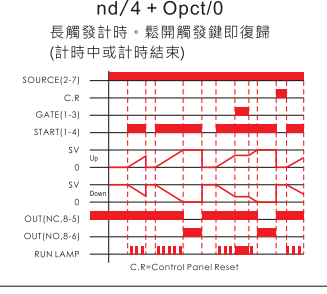 nd/4 + Opct/0
長觸發計時。鬆開觸發鍵即復歸
(計時中或計時結束)
SOURCE(2-7)
C.R
GATE(1-3)
START(1-4)
SV
Up
0
SV
Down
0
OUT(NC,8-5)
OUT(NO,8-6)
RUN LAMP
C.R=Control Panel Reset